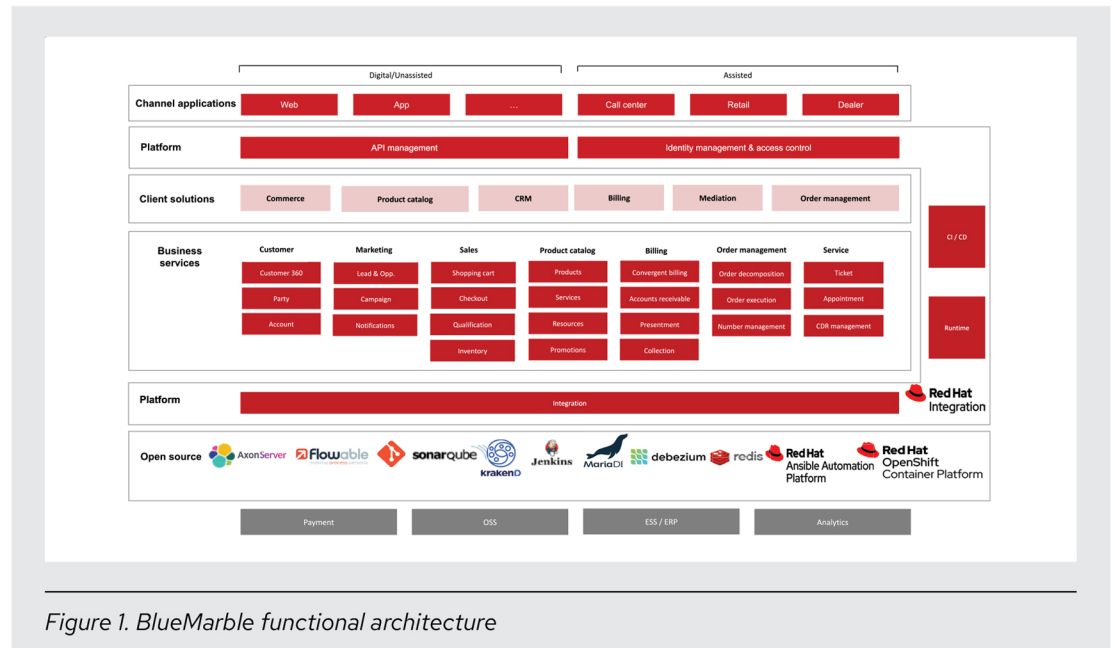 Digital/Unassisted
Assisted
Channel applications
Web
App
...
Call center
Retail
Dealer
Platform
API management
Identity management & access control
Client solutions
Commerce
Product catalog
CRM
Billing
Mediation
Order management
CI / CD
Runtime
Business
services
Customer
Customer 360
Party
Account
Marketing
Lead & Opp.
Campaign
Notifications
Sales
Shopping cart
Checkout
Qualification
Inventory
Product catalog
Products
Services
Resources
Promotions
Billing
Convergent billing
Accounts receivable
Presentment
Collection
Order management
Order decomposition
Order execution
Number management
Service
Ticket
Appointment
CDR management
Platform
Integration
Red Hat
Integration
Open source
AxonServer
flowable
sonarqube
KRAKEND
Jenkins
MariaDB
debezium
redis
Red Hat
Ansible Automation
Platform
Red Hat
OpenShift
Container Platform
Payment
OSS
ESS / ERP
Analytics
Figure 1. BlueMarble functional architecture